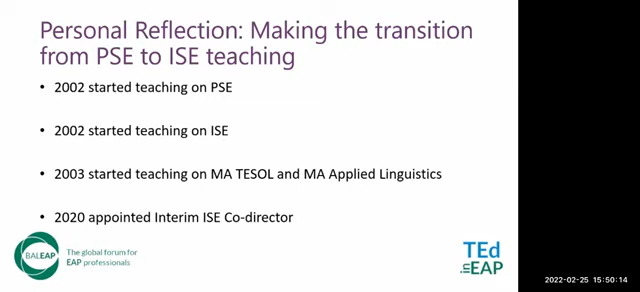 Personal Reflection: Making the transition
from PSE to ISE teaching
• 2002 started teaching on PSE
• 2002 started teaching on ISE
• 2003 started teaching on MA TESOL and MA Applied Linguistics
• 2020 appointed Interim ISE Co-director
BALEAP
The global forum for
EAP professionals
TEd
in EAP
2022-02-25 15:50:14